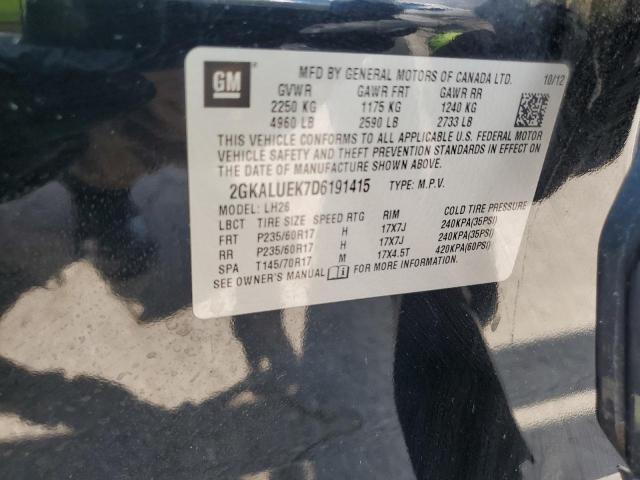 GM
MFD BY GENERAL MOTORS OF CANADA LTD. 10/12
GVWR GAWR FRT GAWR RR
2250 KG 1175 KG 1240 KG
4960 LB 2590 LB 2733 LB
THIS VEHICLE CONFORMS TO ALL APPLICABLE U.S. FEDERAL MOTOR
VEHICLE SAFETY AND THEFT PREVENTION STANDARDS IN EFFECT ON
THE DATE OF MANUFACTURE SHOWN ABOVE.
2GKALUEK7D6191415 TYPE: M.P.V.
MODEL: LH26
LBCT TIRE SIZE SPEED RTG RIM COLD TIRE PRESSURE
FRT P235/60R17 H 17X7J 240KPA(35PSI)
RR P235/60R17 H 17X7J 240KPA(35PSI)
SPA T145/70R17 M 17X4.5T 420KPA(60PSI)
SEE OWNER'S MANUAL FOR MORE INFORMATION.